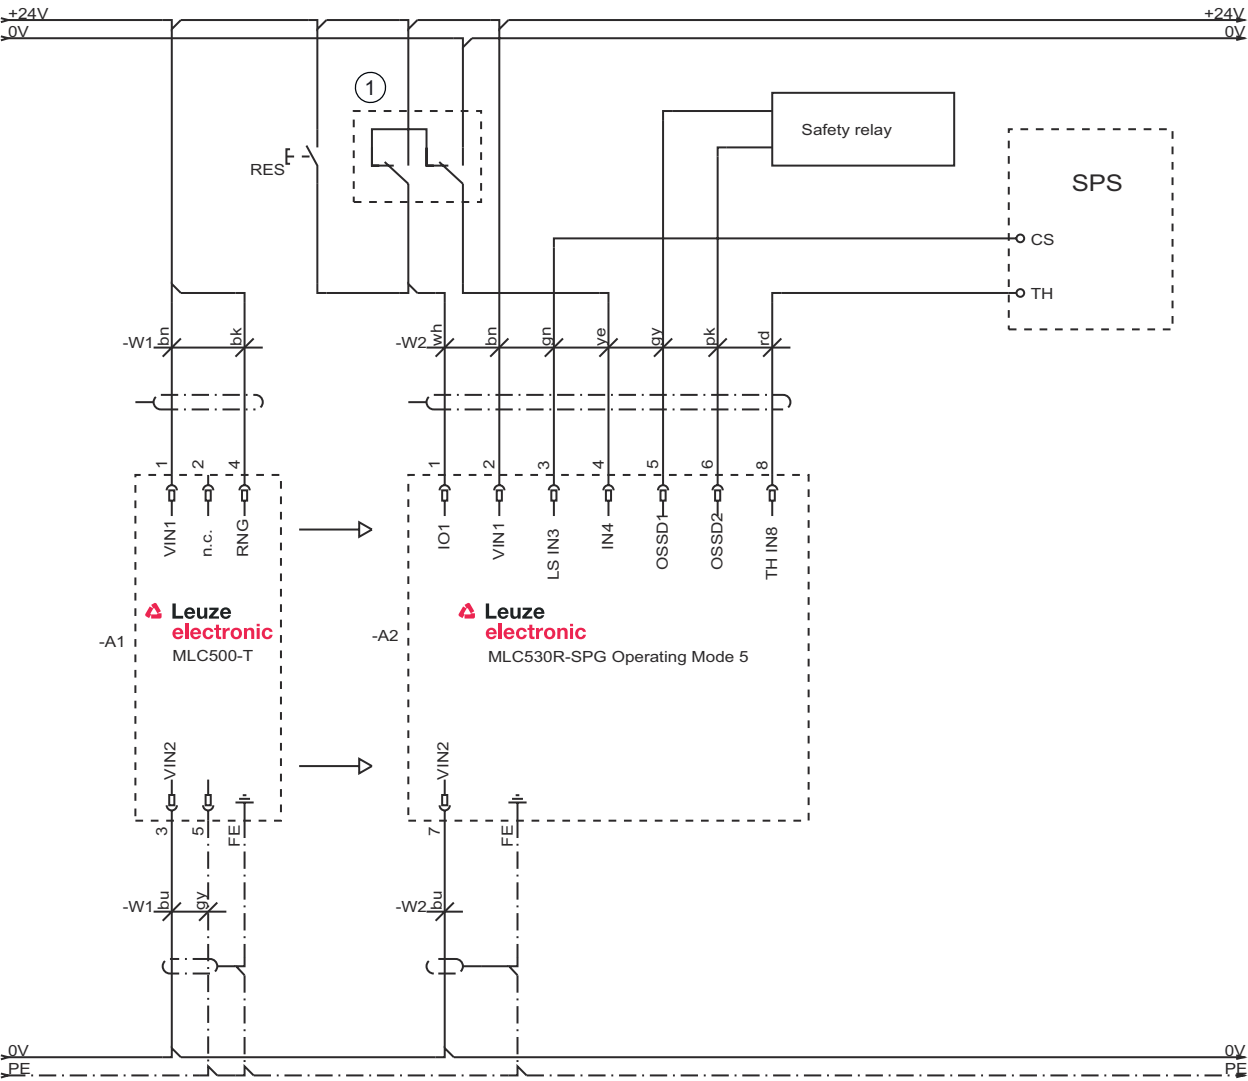 +24V
+24V
0V
0V
1
Safety relay
SPS
RES
CS
TH
-W1
bn
bk
-W2
wh
bn
gn
ye
gy
pk
rd
1
2
4
1
2
3
4
5
6
8
VIN1
n.c.
RNG
IO1
VIN1
LS IN3
IN4
OSSD1
OSSD2
TH IN8
Leuze
electronic
MLC500-T
-A1
Leuze
electronic
MLC530R-SPG Operating Mode 5
-A2
VIN2
VIN2
3
5
FE
7
FE
-W1
bu
gy
-W2
bu
0V
0V
PE
PE